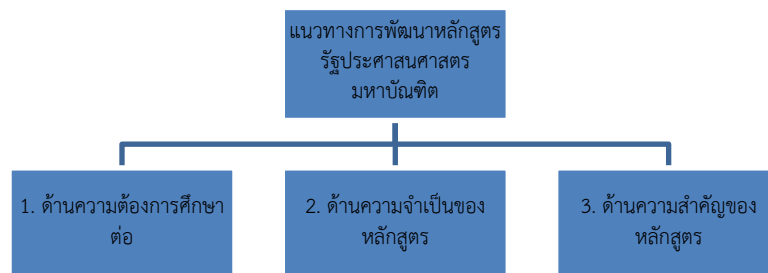 แนวทางการพัฒนาหลักสูตร
รัฐประศาสนศาสตร
มหาบัณฑิต
1. ด้านความต้องการศึกษา
ต่อ
2. ด้านความจำเป็นของ
หลักสูตร
3. ด้านความสำคัญของ
หลักสูตร